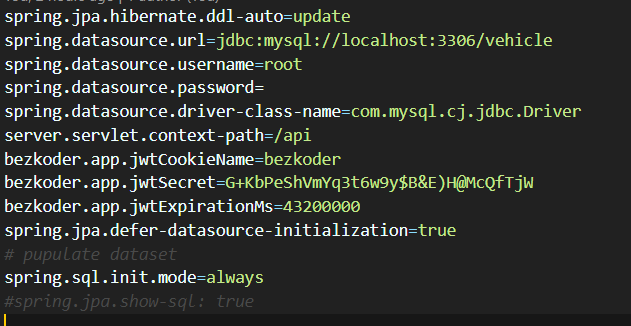 spring.jpa.hibernate.ddl-auto=update
spring.datasource.url=jdbc:mysql://localhost:3306/vehicle
spring.datasource.username=root
spring.datasource.password=
spring.datasource.driver-class-name=com.mysql.cj.jdbc.Driver
server.servlet.context-path=/api
bezkoder.app.jwtCookieName=bezkoder
bezkoder.app.jwtSecret=G+KbPeShVmYq3t6w9y$B&E)H@McQfTjW
bezkoder.app.jwtExpirationMs=43200000
spring.jpa.defer-datasource-initialization=true
# pupulate dataset
spring.sql.init.mode=always
#spring.jpa.show-sql: true